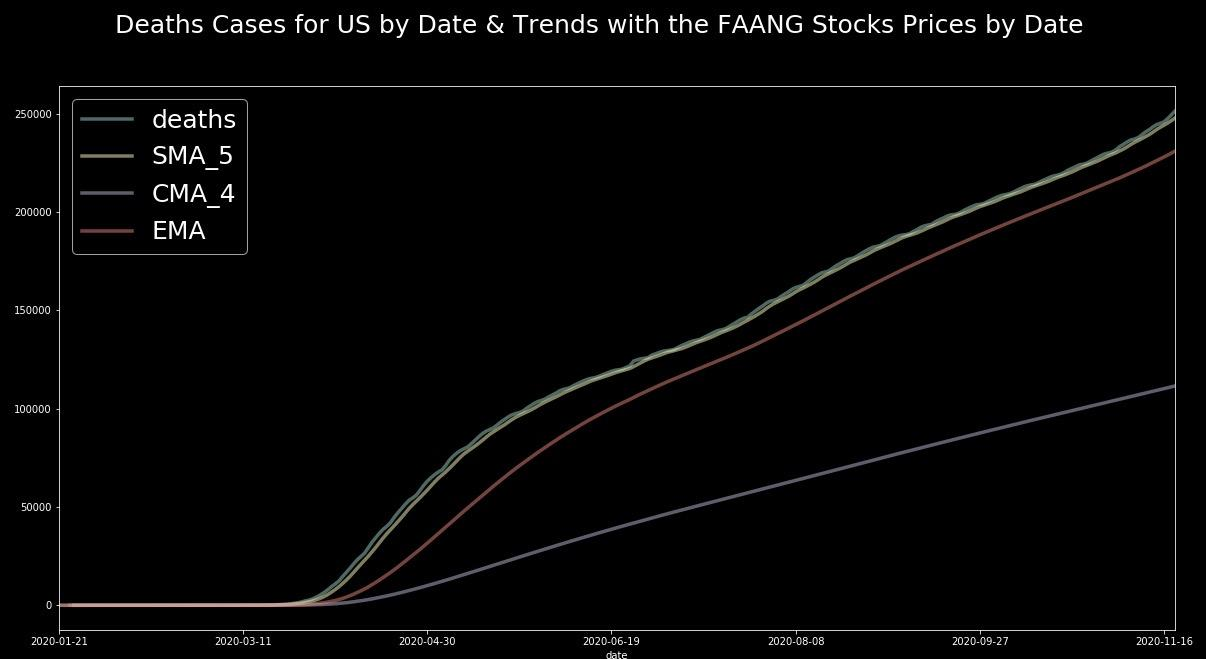 Deaths Cases for US by Date & Trends with the FAANG Stocks Prices by Date
deaths
SMA_5
CMA_4
EMA
250000
200000
150000
100000
50000
0
2020-01-21 2020-03-11 2020-04-30 2020-06-19 2020-08-08 2020-09-27 2020-11-16
date